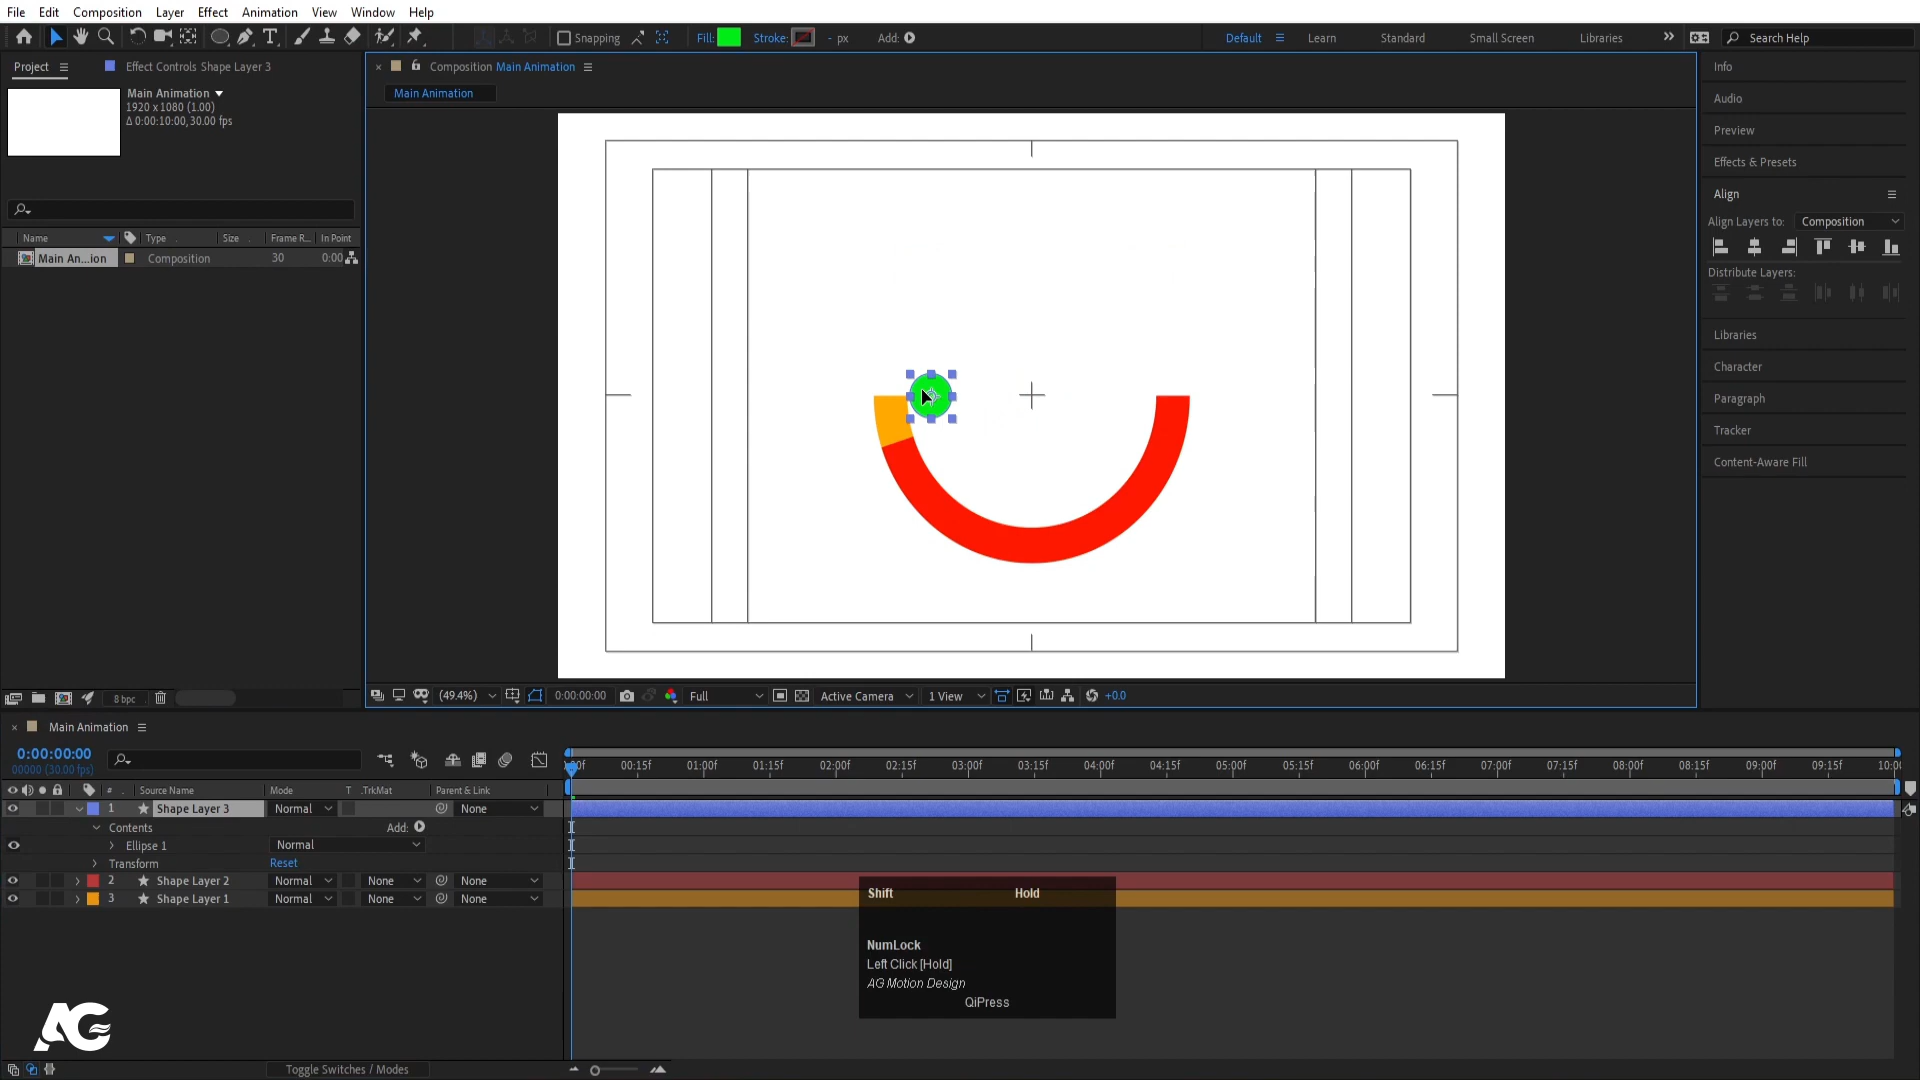 File Edit Composition Layer Effect Animation View Window Help
Snapping Fill: Stroke: - px Add: Default Learn Standard Small Screen Libraries Search Help
Project Effect Controls Shape Layer 3
Main Animation
1920 x 1080 (1.00)
Δ 0:00:10:00, 30.00 fps
Name Type Size Frame R... In Point
Main An...ion Composition 30 0:00
8 bpc
Composition Main Animation
Main Animation
(49.4%) 0:00:00:00 Full Active Camera 1 View +0.0
Info
Audio
Preview
Effects & Presets
Align
Align Layers to: Composition
Distribute Layers:
Libraries
Character
Paragraph
Tracker
Content-Aware Fill
Main Animation
0:00:00:00
00000 (30.00 fps)
00:15f 01:00f 01:15f 02:00f 02:15f 03:00f 03:15f 04:00f 04:15f 05:00f 05:15f 06:00f 06:15f 07:00f 07:15f 08:00f 08:15f 09:00f 09:15f 10:0
# Source Name Mode T .TrkMat Parent & Link
1 Shape Layer 3 Normal None
Contents Add:
Ellipse 1 Normal
Transform Reset
2 Shape Layer 2 Normal None None
3 Shape Layer 1 Normal None None
Shift Hold
NumLock
Left Click [Hold]
AG Motion Design
QiPress
AG
Toggle Switches / Modes